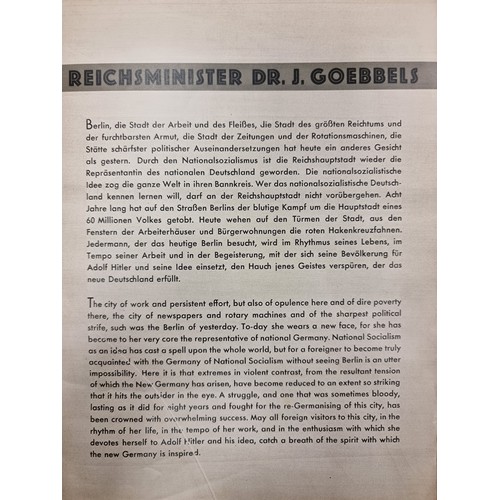 REICHSMINISTER DR. J. GOEBBELS
Berlin, die Stadt der Arbeit und des Fleißes, die Stadt des größten Reichtums und
der furchtbarsten Armut, die Stadt der Zeitungen und der Rotationsmaschinen, die
Stätte schärfster politischer Auseinandersetzungen hat heute ein anderes Gesicht
als gestern. Durch den Nationalsozialismus ist die Reichshauptstadt wieder die
Repräsentantin des nationalen Deutschland geworden. Die nationalsozialistische
Idee zog die ganze Welt in ihren Bannkreis. Wer das nationalsozialistische Deutsch-
land kennen lernen will, darf an der Reichshauptstadt nicht vorübergehen. Acht
Jahre lang hat auf den Straßen Berlins der blutige Kampf um die Hauptstadt eines
60 Millionen Volkes getobt. Heute wehen auf den Türmen der Stadt, aus den
Fenstern der Arbeiterhäuser und Bürgerwohnungen die roten Hakenkreuzfahnen.
Jedermann, der das heutige Berlin besucht, wird im Rhythmus seines Lebens, im
Tempo seiner Arbeit und in der Begeisterung, mit der sich seine Bevölkerung für
Adolf Hitler und seine Idee einsetzt, den Hauch jenes Geistes verspüren, der das
neue Deutschland erfüllt.
The city of work and persistent effort, but also of opulence here and of dire poverty
there, the city of newspapers and rotary machines and of the sharpest political
strife, such was the Berlin of yesterday. To-day she wears a new face, for she has
become to her very core the representative of national Germany. National Socialism
as an idea has cast a spell upon the whole world, but for a foreigner to become truly
acquainted with the Germany of National Socialism without seeing Berlin is an utter
impossibility. Here it is that extremes in violent contrast, from the resultant tension
of which the New Germany has arisen, have become reduced to an extent so striking
that it hits the outsider in the eye. A struggle, and one that was sometimes bloody,
lasting as it did for eight years and fought for the re-Germanising of this city, has
been crowned with overwhelming success. May all foreign visitors to this city, in the
rhythm of her life, in the tempo of her work, and in the enthusiasm with which she
devotes herself to Adolf Hitler and his idea, catch a breath of the spirit with which
the new Germany is inspired.